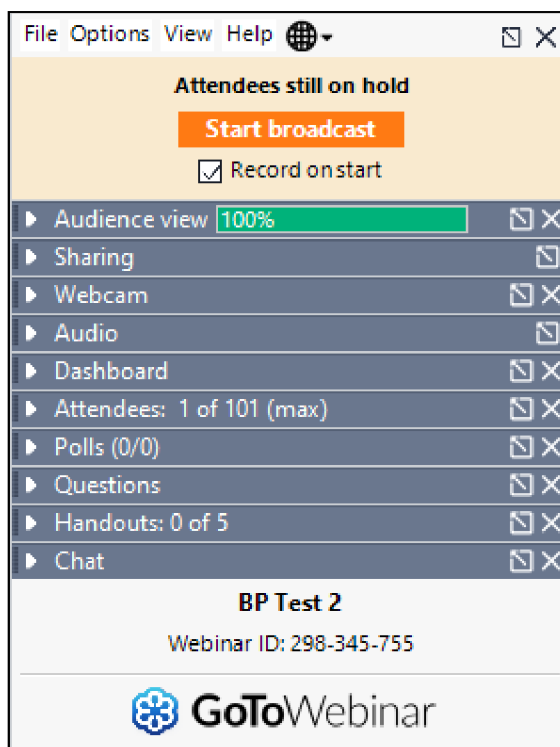 File Options View Help
Attendees still on hold
Start broadcast
Record on start
Audience view 100%
Sharing
Webcam
Audio
Dashboard
Attendees: 1 of 101 (max)
Polls (0/0)
Questions
Handouts: 0 of 5
Chat
BP Test 2
Webinar ID: 298-345-755
GoToWebinar